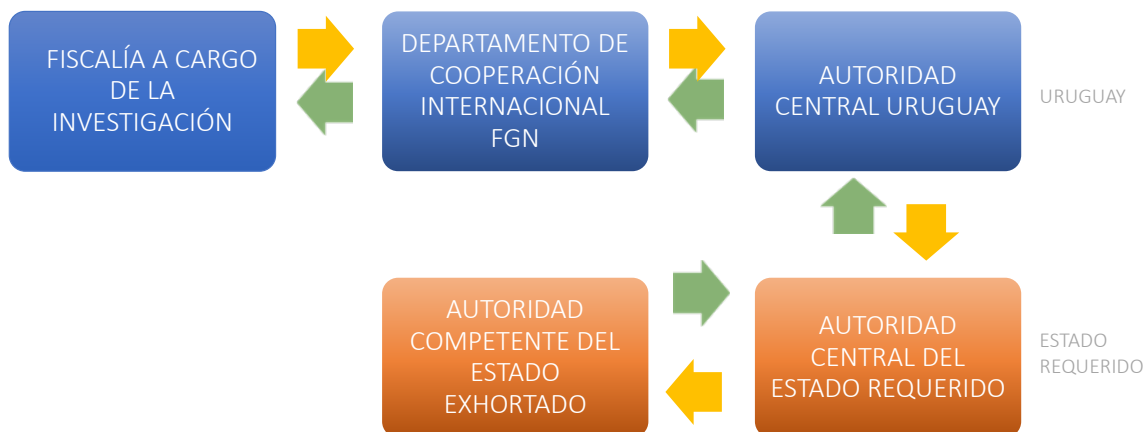 FISCALÍA A CARGO
DE LA
INVESTIGACIÓN
DEPARTAMENTO DE
COOPERACIÓN
INTERNACIONAL
FGN
AUTORIDAD
CENTRAL URUGUAY
URUGUAY
AUTORIDAD
COMPETENTE DEL
ESTADO
EXHORTADO
AUTORIDAD
CENTRAL DEL
ESTADO REQUERIDO
ESTADO
REQUERIDO